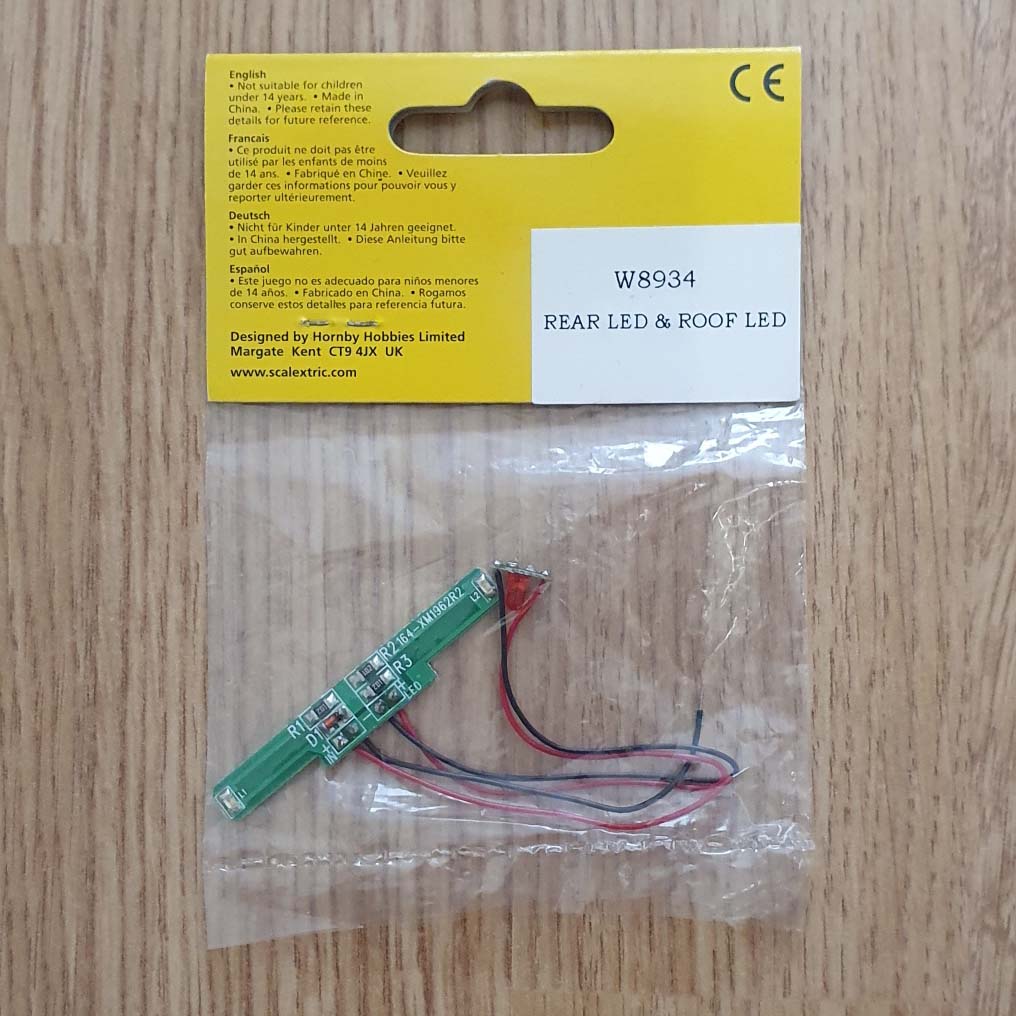 English
• Not suitable for children
under 14 years. • Made in
China. • Please retain these
details for future reference.
Francais
• Ce produit ne doit pas être
utilisé par les enfants de moins
de 14 ans. • Fabriqué en Chine. • Veuillez
garder ces informations pour pouvoir vous y
reporter ultérieurement.
Deutsch
• Nicht für Kinder unter 14 Jahren geeignet.
• In China hergestellt. • Diese Anleitung bitte
gut aufbewahren.
Español
• Este juego no es adecuado para niños menores
de 14 años. • Fabricado en China. • Rogamos
conserve estos detalles para referencia futura.
Designed by Hornby Hobbies Limited
Margate Kent CT9 4JX UK
www.scalextric.com
CE
W8934
REAR LED & ROOF LED
L2
164-XM1962R2
R2
R3
+ LED -
R1
D1
+ IN -
L1